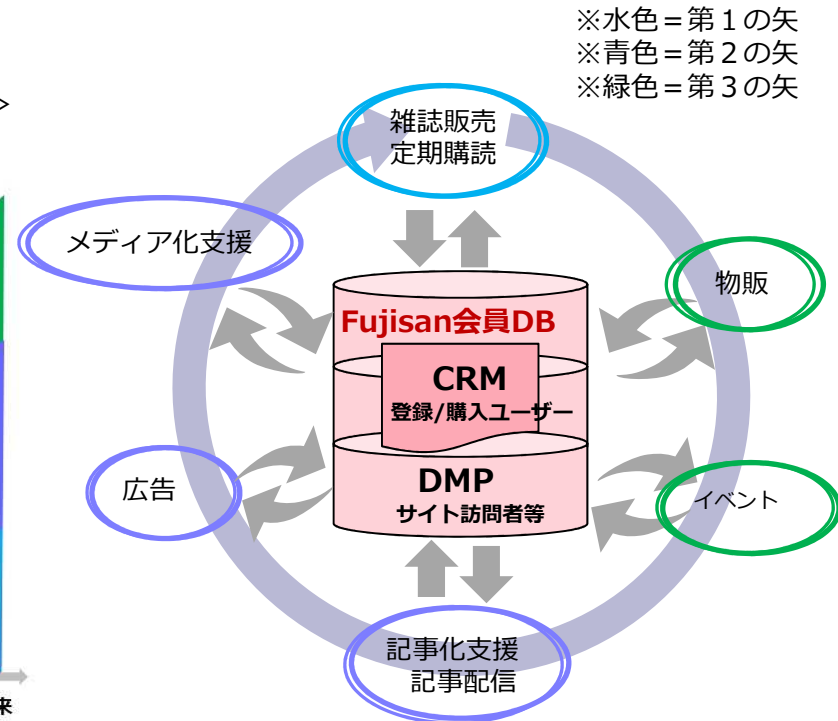 ※水色＝第１の矢
※青色＝第２の矢
※緑色＝第３の矢
>
雑誌販売
定期購読
メディア化支援
物販
Fujisan会員DB
CRM
登録/購入ユーザー
DMP
サイト訪問者等
広告
イベント
記事化支援
記事配信
来